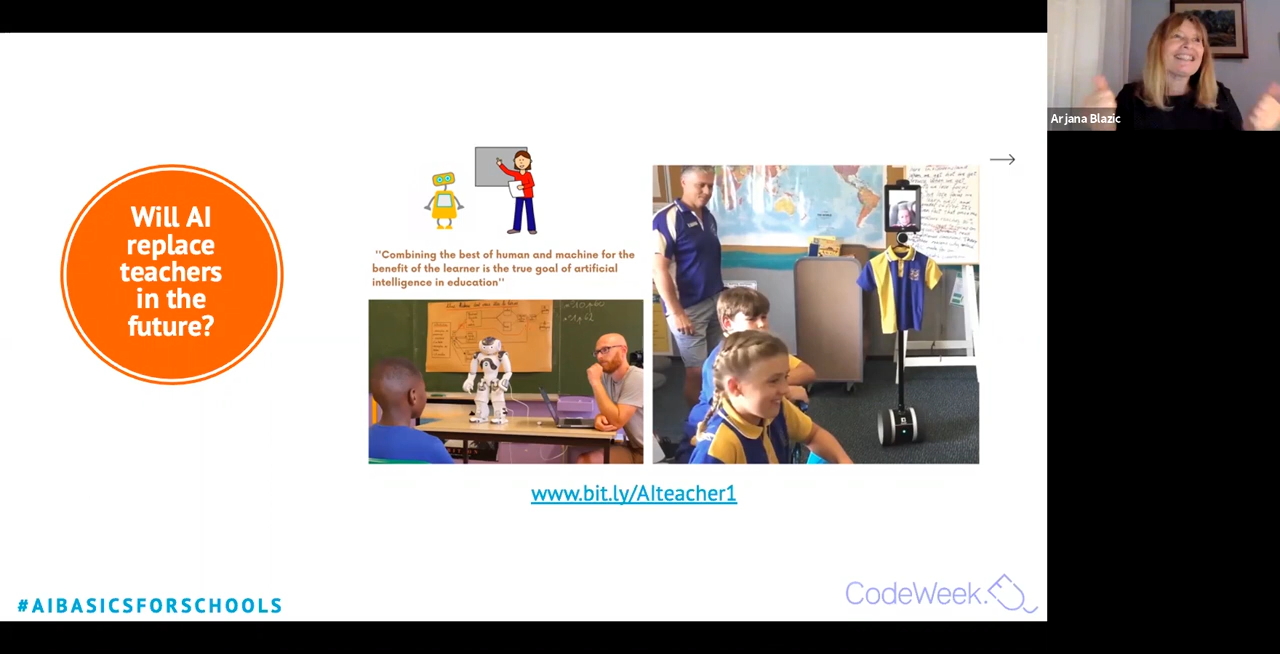 Will AI
replace
teachers
in the
future?
''Combining the best of human and machine for the
benefit of the learner is the true goal of artificial
intelligence in education''
www.bit.ly/AIteacher1
#AIBASICSFORSCHOOLS
CodeWeek.
Arjana Blazic